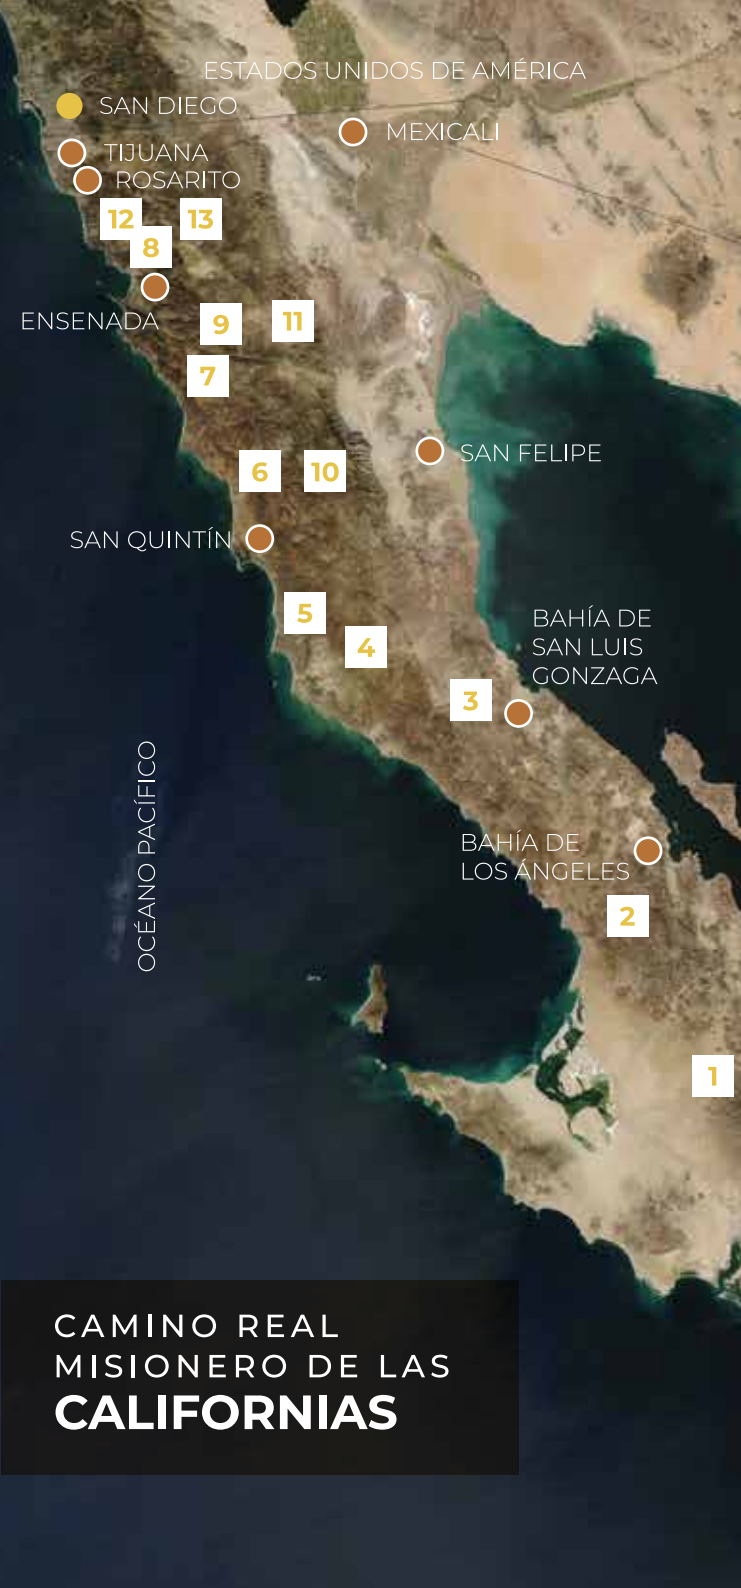 ESTADOS UNIDOS DE AMÉRICA
SAN DIEGO
MEXICALI
TIJUANA
ROSARITO
12
13
8
ENSENADA
9
11
7
6
10
SAN FELIPE
SAN QUINTÍN
5
4
BAHÍA DE
SAN LUIS
GONZAGA
3
OCÉANO PACÍFICO
BAHÍA DE
LOS ÁNGELES
2
1
CAMINO REAL
MISIONERO DE LAS
CALIFORNIAS